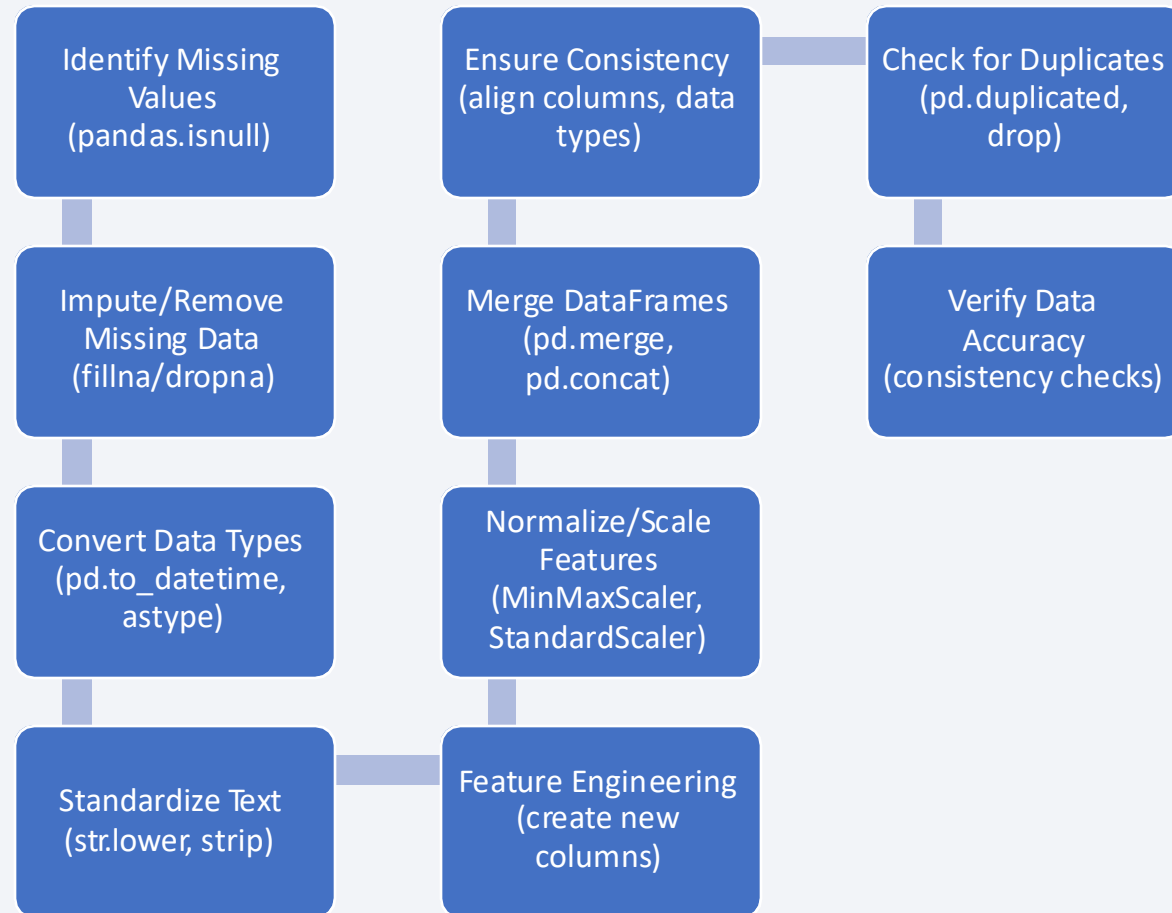 Identify Missing
Values
(pandas.isnull)
Impute/Remove
Missing Data
(fillna/dropna)
Convert Data Types
(pd.to_datetime,
astype)
Standardize Text
(str.lower, strip)
Feature Engineering
(create new
columns)
Normalize/Scale
Features
(MinMaxScaler,
StandardScaler)
Merge DataFrames
(pd.merge,
pd.concat)
Ensure Consistency
(align columns, data
types)
Check for Duplicates
(pd.duplicated,
drop)
Verify Data
Accuracy
(consistency checks)